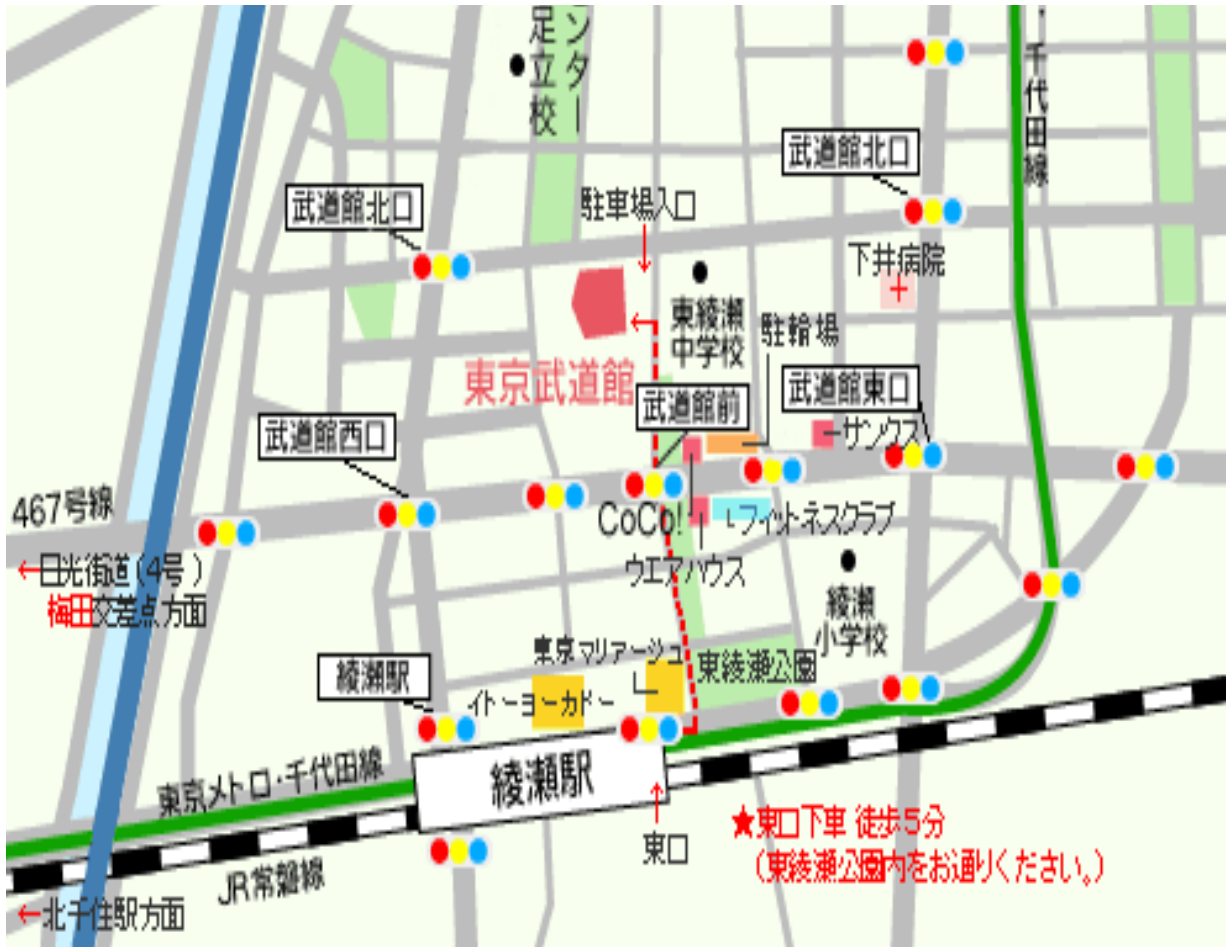 ンター
足立校
・千代田線
武道館北口
武道館北口
駐車場入口
下井病院
東綾瀬
中学校
駐輪場
東京武道館
武道館前
武道館東口
サンクス
武道館西口
467号線
CoCo!
フィットネスクラブ
ウエアハウス
←日光街道(4号)
梅田交差点方面
綾瀬
小学校
東京マリアージュ
東綾瀬公園
綾瀬駅
イトーヨーカドー
東京メトロ・千代田線
綾瀬駅
東口
★東口下車 徒歩5分
(東綾瀬公園内をお通りください。)
JR常磐線
←北千住駅方面